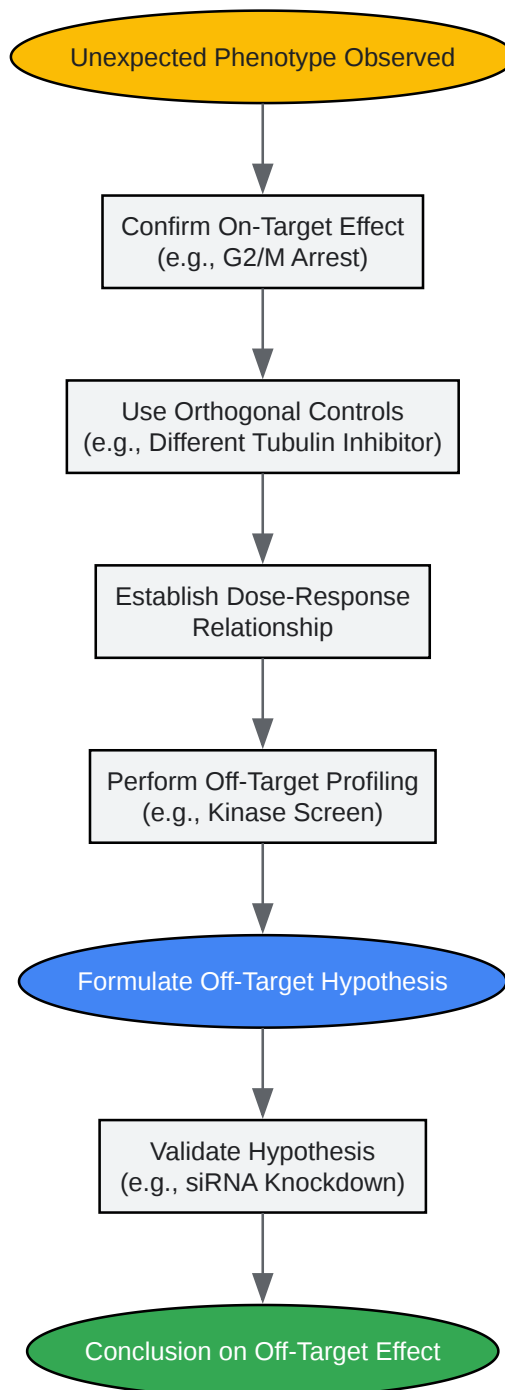 Unexpected Phenotype Observed
Confirm On-Target Effect
(e.g., G2/M Arrest)
Use Orthogonal Controls
(e.g., Different Tubulin Inhibitor)
Establish Dose-Response
Relationship
Perform Off-Target Profiling
(e.g., Kinase Screen)
Formulate Off-Target Hypothesis
Validate Hypothesis
(e.g., siRNA Knockdown)
Conclusion on Off-Target Effect